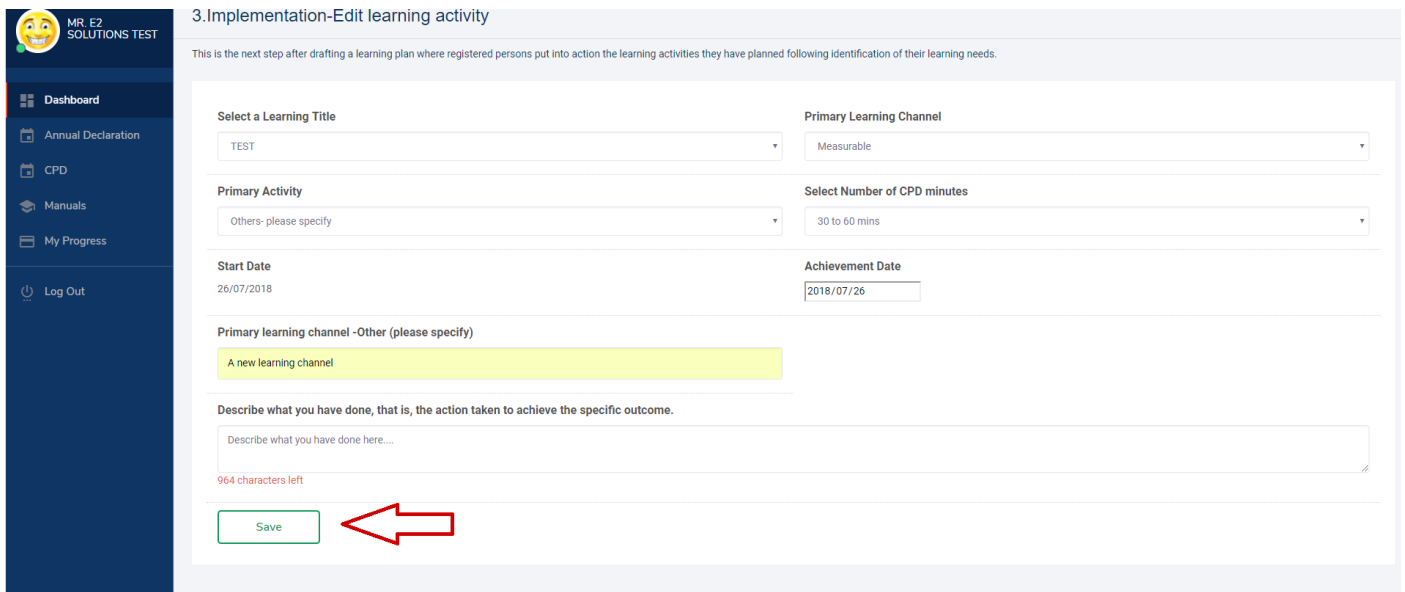 MR. E2
SOLUTIONS TEST
Dashboard
Annual Declaration
CPD
Manuals
My Progress
Log Out
3.Implementation-Edit learning activity
This is the next step after drafting a learning plan where registered persons put into action the learning activities they have planned following identification of their learning needs.
Select a Learning Title
TEST
Primary Learning Channel
Measurable
Primary Activity
Others- please specify
Select Number of CPD minutes
30 to 60 mins
Start Date
26/07/2018
Achievement Date
2018/07/26
Primary learning channel -Other (please specify)
A new learning channel
Describe what you have done, that is, the action taken to achieve the specific outcome.
Describe what you have done here....
964 characters left
Save